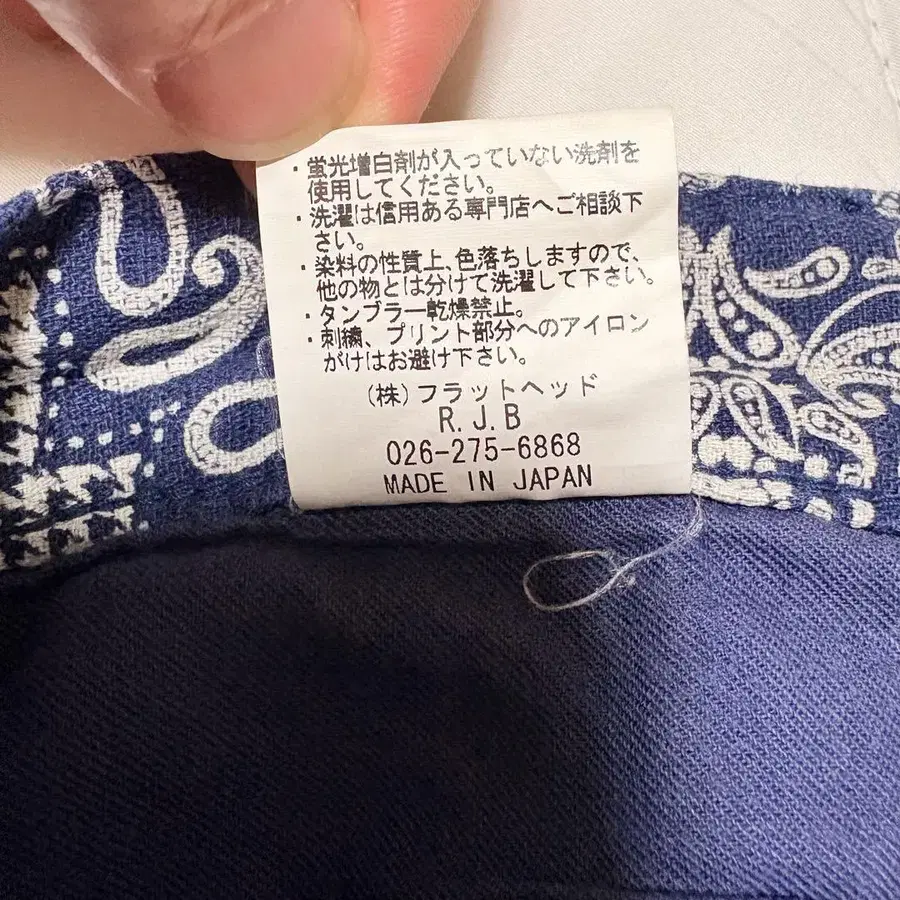 ・蛍光増白剤が入っていない洗剤を
使用してください。
・洗濯は信用ある専門店へご相談下
さい。
・染料の性質上、色落ちしますので、
他の物とは分けて洗濯して下さい。
・タンブラー乾燥禁止。
・刺繍、プリント部分へのアイロン
がけはお避け下さい。
(株)フラットヘッド
R.J.B
026-275-6868
MADE IN JAPAN